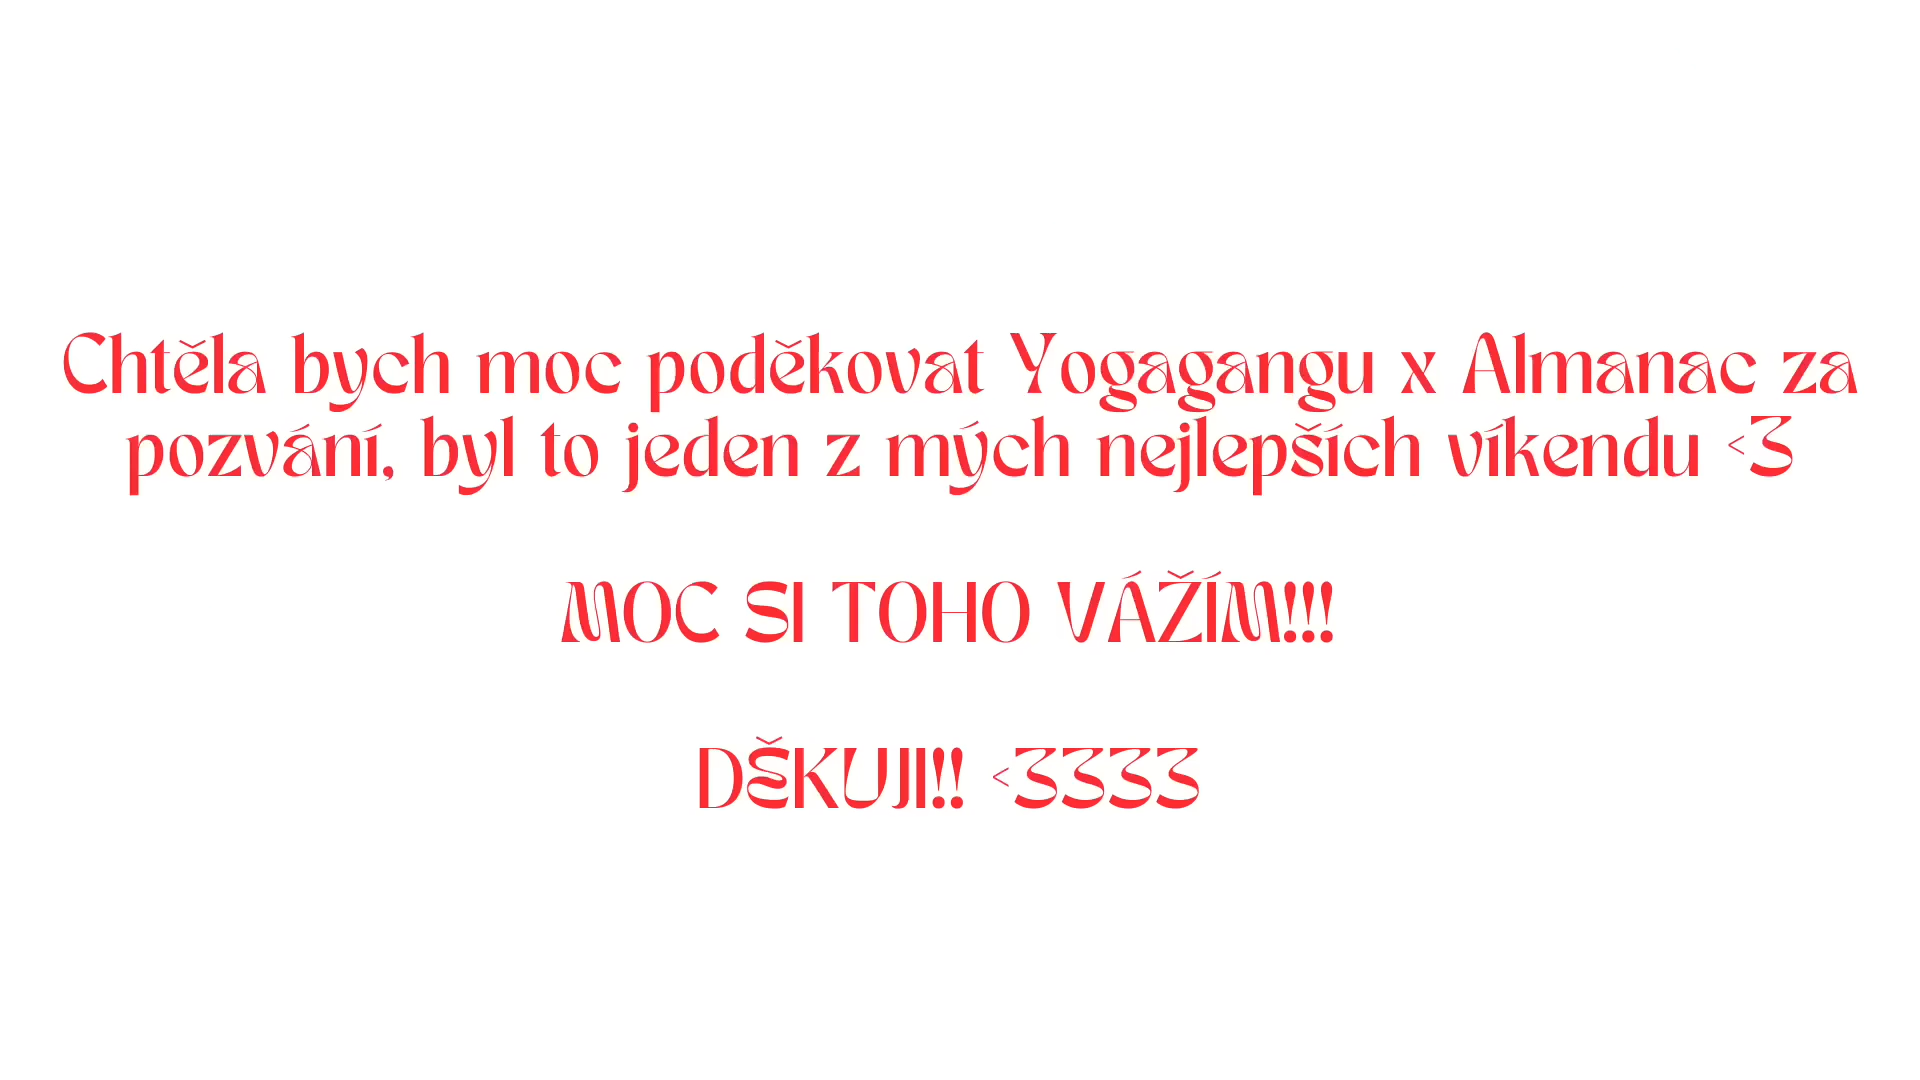 Chtěla bych moc poděkovat Yogagangu x Almanac za
pozvání, byl to jeden z mých nejlepších víkendu <3
MOC SI TOHO VÁŽÍM!!!
DĚKUJI!! <3333